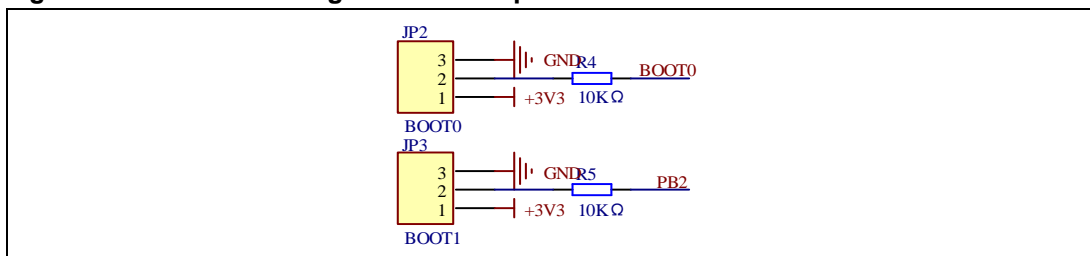 JP2
3
GND
R4
BOOT0
2
1
+3V3
10KΩ
BOOT0
JP3
3
GND
R5
PB2
2
1
+3V3
10KΩ
BOOT1